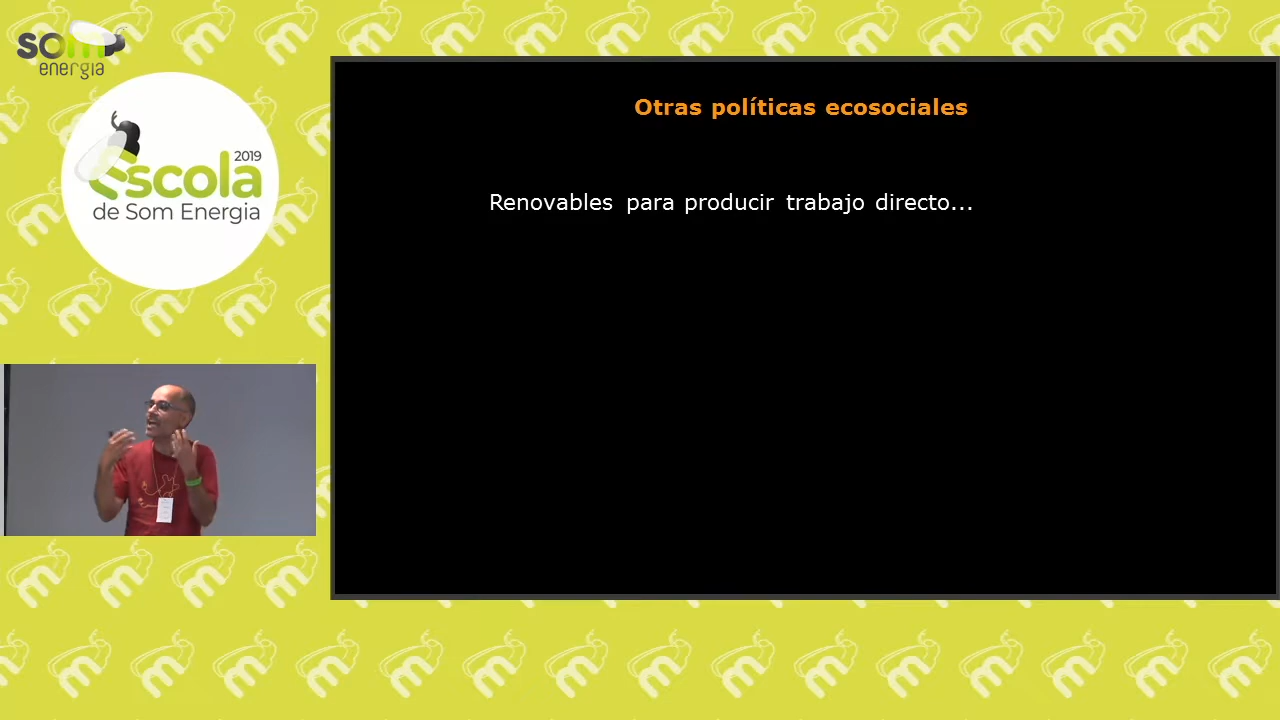 som
energia
2019
Escola
de Som Energia
Otras políticas ecosociales
Renovables para producir trabajo directo...